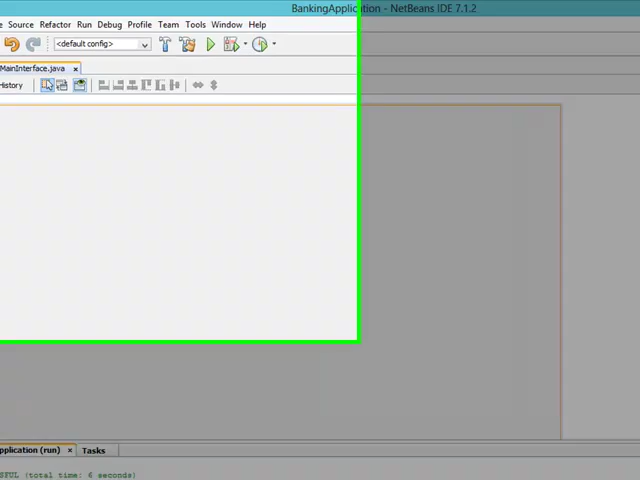 BankingApplication - NetBeans IDE 7.1.2
Source Refactor Run Debug Profile Team Tools Window Help
<default config>
MainInterface.java
History
pplication (run) Tasks
SFUL (total time: 6 seconds)